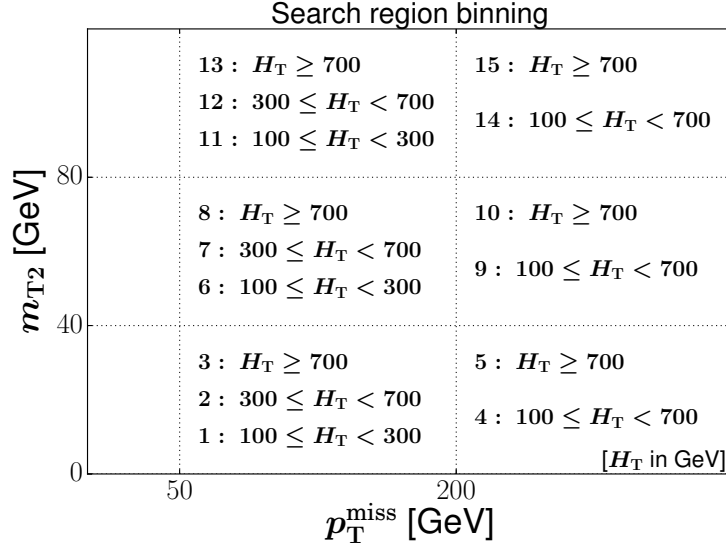 Search region binning
13 : H_T ≥ 700
12 : 300 ≤ H_T < 700
11 : 100 ≤ H_T < 300
15 : H_T ≥ 700
14 : 100 ≤ H_T < 700
80
8 : H_T ≥ 700
7 : 300 ≤ H_T < 700
6 : 100 ≤ H_T < 300
10 : H_T ≥ 700
9 : 100 ≤ H_T < 700
m_T2 [GeV]
40
3 : H_T ≥ 700
2 : 300 ≤ H_T < 700
1 : 100 ≤ H_T < 300
5 : H_T ≥ 700
4 : 100 ≤ H_T < 700
[H_T in GeV]
0
50
200
p_T^miss [GeV]